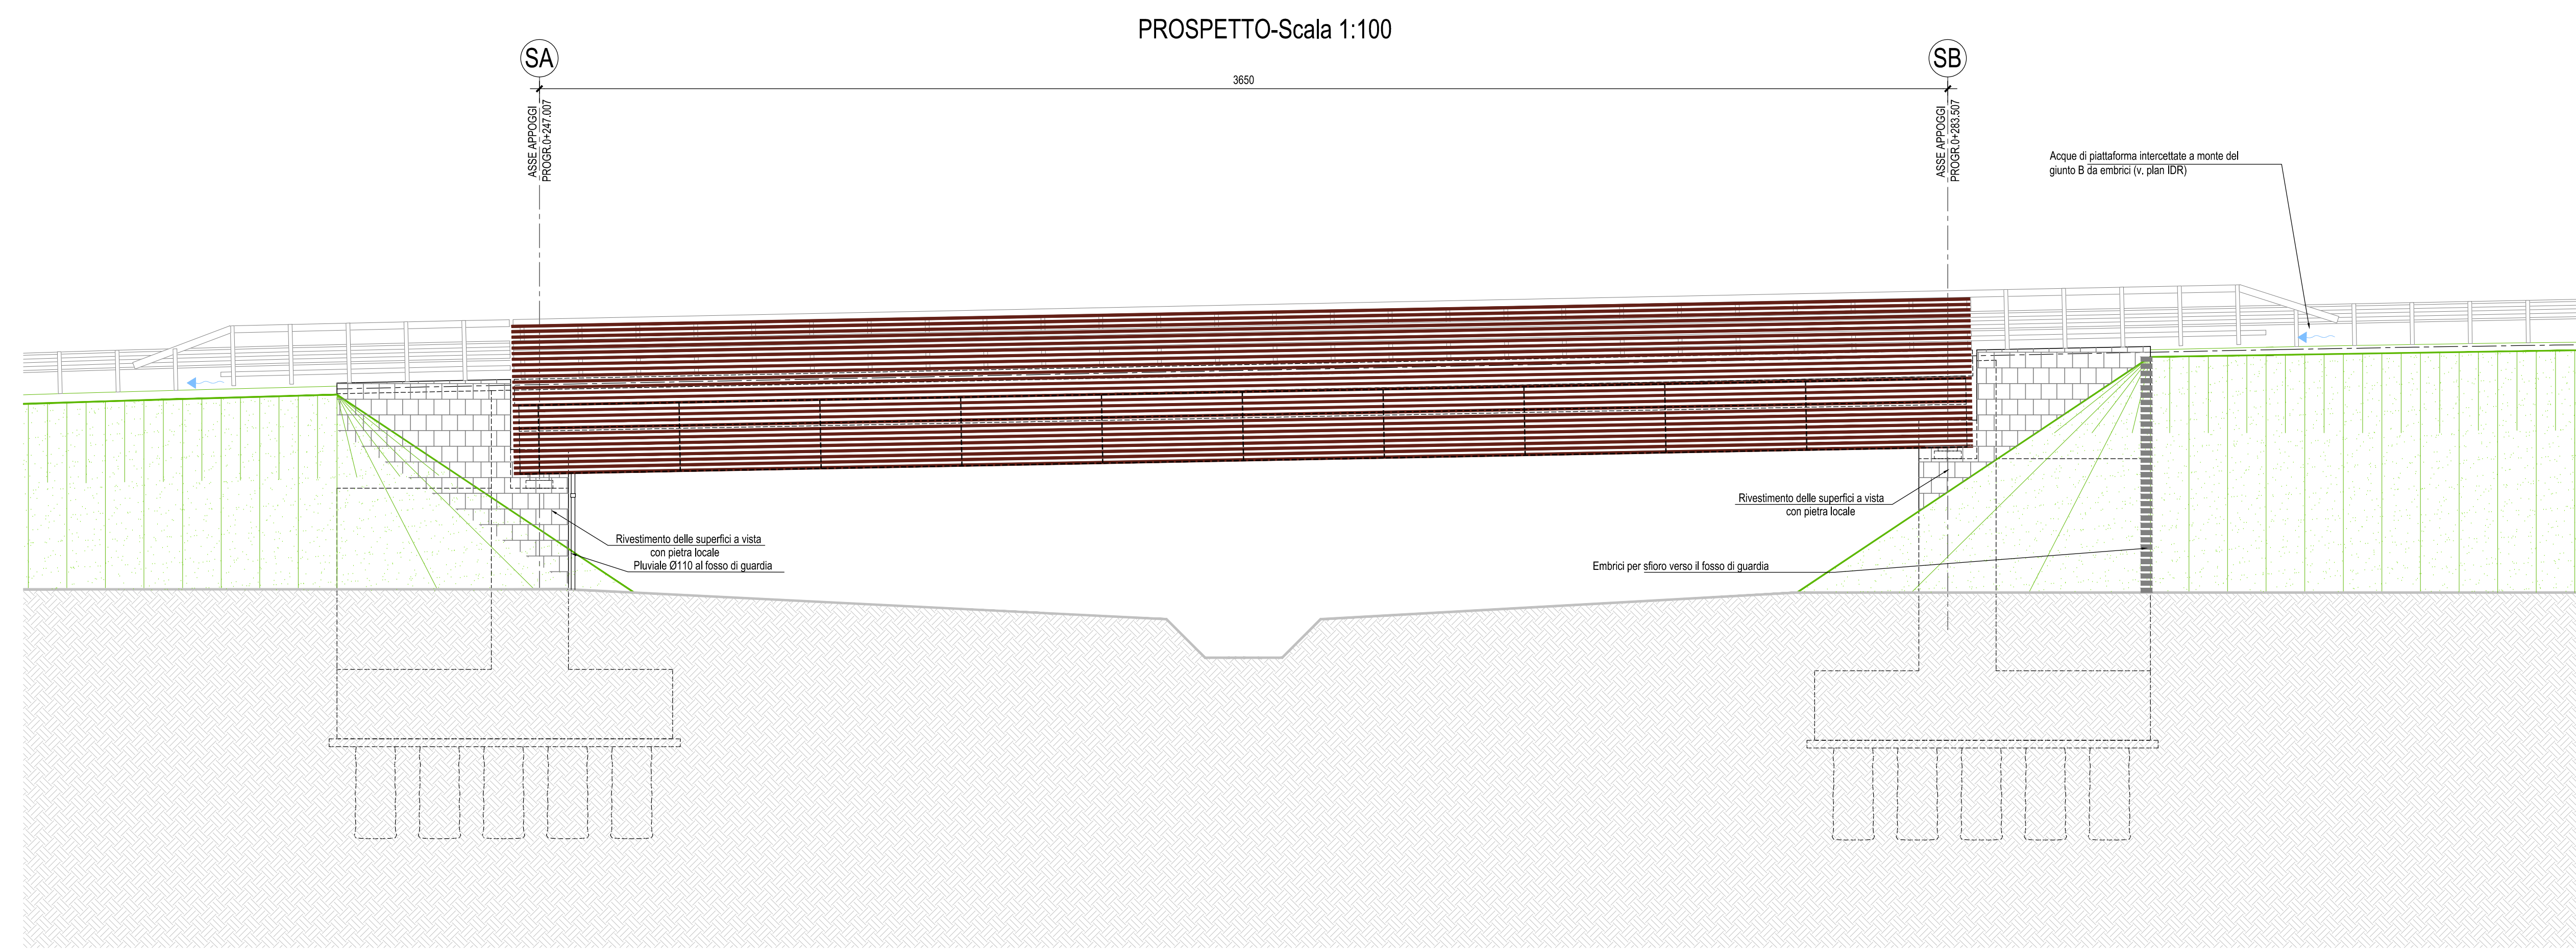 PROSPETTO-Scala 1:100
SA
SB
3650
ASSE APPOGGI
PROGR.0+247.007
ASSE APPOGGI
PROGR.0+283.507
Acque di piattaforma intercettate a monte del
giunto B da embrici (v. plan IDR)
Rivestimento delle superfici a vista
con pietra locale
Rivestimento delle superfici a vista
con pietra locale
Pluviale Ø110 al fosso di guardia
Embrici per sfioro verso il fosso di guardia